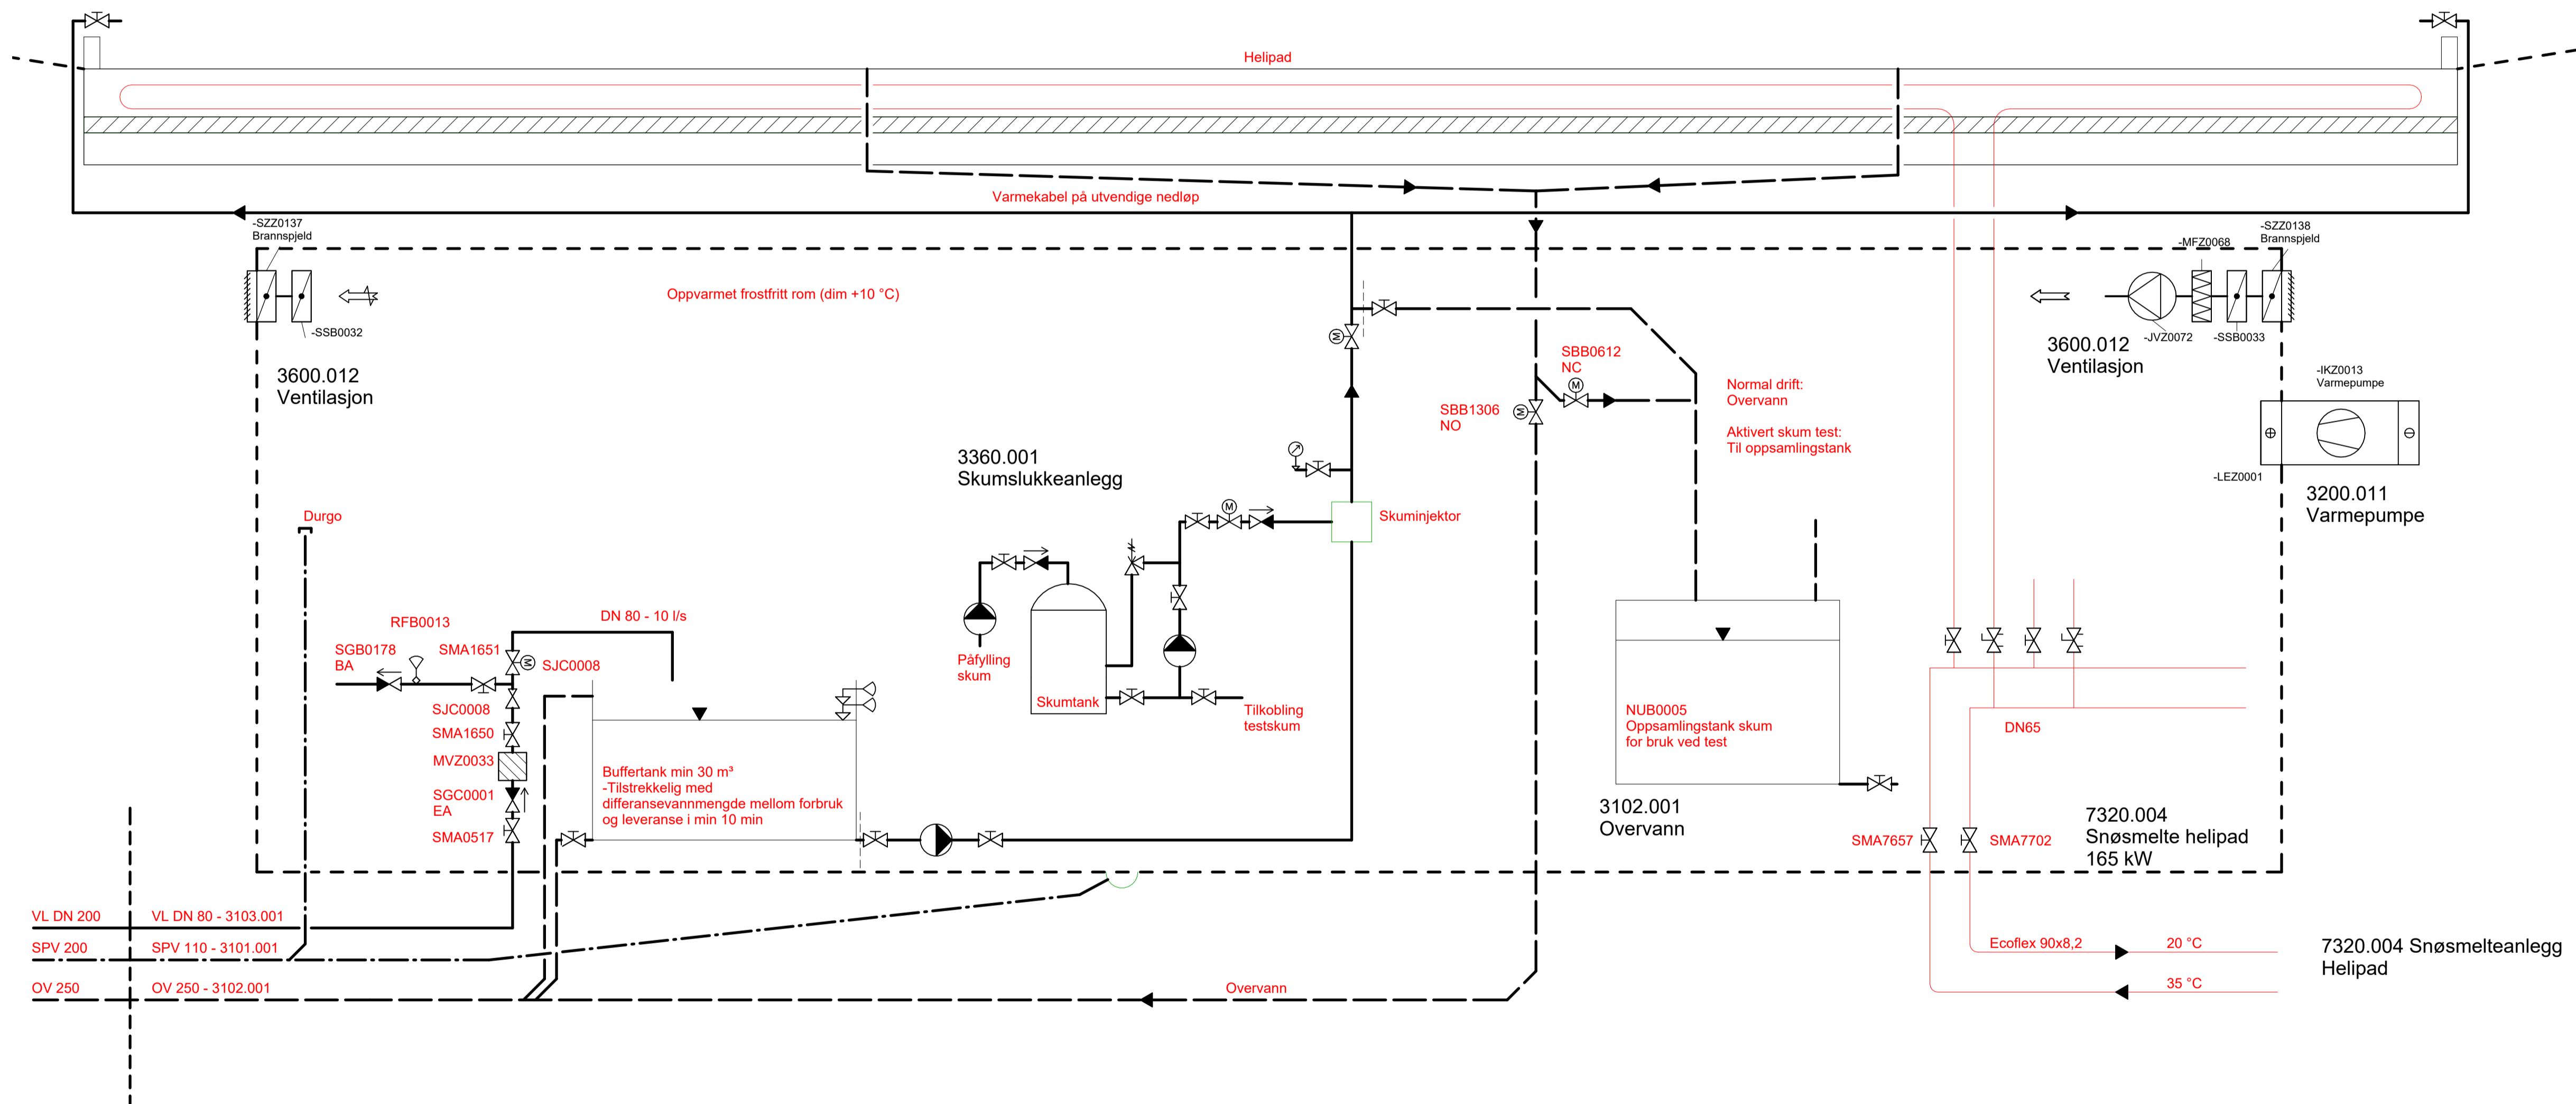 Helipad
Varmekabel på utvendige nedløp
-SZZ0137
Brannspjeld
-SSB0032
3600.012
Ventilasjon
Oppvarmet frostfritt rom (dim +10 °C)
M
-SZZ0138
Brannspjeld
-MFZ0068
-JVZ0072
-SSB0033
3600.012
Ventilasjon
SBB0612
NC
M
SBB1306
NO
M
Normal drift:
Overvann
Aktivert skum test:
Til oppsamlingstank
-IKZ0013
Varmepumpe
-LEZ0001
3200.011
Varmepumpe
3360.001
Skumslukkeanlegg
M
Skuminjektor
Durgo
RFB0013
SGB0178
BA
SMA1651
M
SJC0008
DN 80 - 10 l/s
SJC0008
SMA1650
MVZ0033
SGC0001
EA
SMA0517
Påfylling
skum
Skumtank
Tilkobling
testskum
Buffertank min 30 m³
-Tilstrekkelig med
differansevannmengde mellom forbruk
og leveranse i min 10 min
NUB0005
Oppsamlingstank skum
for bruk ved test
3102.001
Overvann
DN65
SMA7657
SMA7702
7320.004
Snøsmelte helipad
165 kW
VL DN 200
VL DN 80 - 3103.001
SPV 200
SPV 110 - 3101.001
OV 250
OV 250 - 3102.001
Overvann
Ecoflex 90x8,2
20 °C
35 °C
7320.004 Snøsmelteanlegg
Helipad